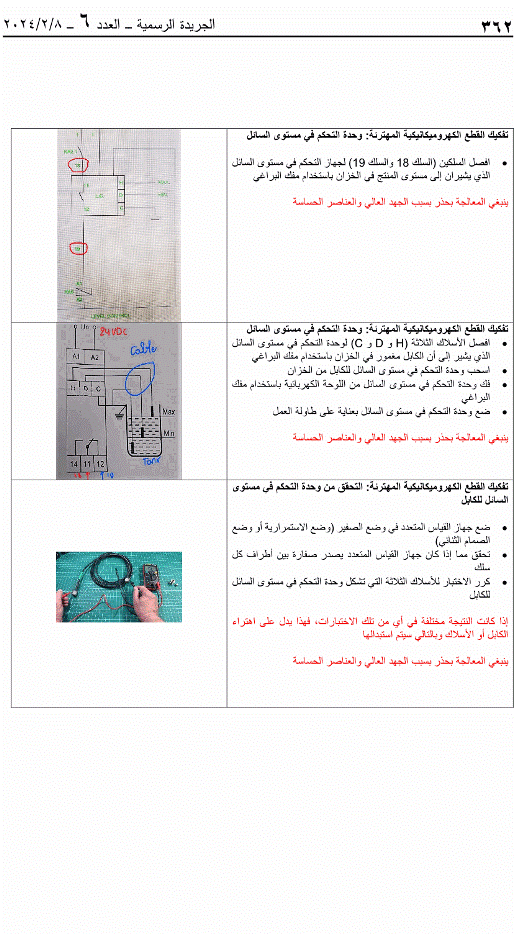 ٣٦٢
الجريدة الرسمية ــ العدد ٦ ــ ٢٠٢٤/٢/٨
تفكيك القطع الكهروميكانيكية المهترئة: وحدة التحكم في مستوى السائل
• افصل السلكين (السلك 18 والسلك 19) لجهاز التحكم في مستوى السائل
الذي يشيران إلى مستوى المنتج في الخزان باستخدام مفك البراغي
ينبغي المعالجة بحذر بسبب الجهد العالي والعناصر الحساسة
تفكيك القطع الكهروميكانيكية المهترئة: وحدة التحكم في مستوى السائل
• افصل الأسلاك الثلاثة (H و D و C) لوحدة التحكم في مستوى السائل
الذي يشير إلى أن الكابل مغمور في الخزان باستخدام مفك البراغي
• اسحب وحدة التحكم في مستوى السائل للكابل من الخزان
• فك وحدة التحكم في مستوى السائل من اللوحة الكهربائية باستخدام مفك
البراغي
• ضع وحدة التحكم في مستوى السائل بعناية على طاولة العمل
ينبغي المعالجة بحذر بسبب الجهد العالي والعناصر الحساسة
24VDC
A1 A2
Cable
D C
Max
Min
Tank
14 11 12
تفكيك القطع الكهروميكانيكية المهترئة: التحقق من وحدة التحكم في مستوى
السائل للكابل
• ضع جهاز القياس المتعدد في وضع الصفير (وضع الاستمرارية أو وضع
الصمام الثنائي)
• تحقق مما إذا كان جهاز القياس المتعدد يصدر صفارة بين أطراف كل
سلك
• كرر الاختبار للأسلاك الثلاثة التي تشكل وحدة التحكم في مستوى السائل
للكابل
إذا كانت النتيجة مختلفة في أي من تلك الاختبارات، فهذا يدل على اهتراء
الكابل أو الأسلاك وبالتالي سيتم استبدالها
ينبغي المعالجة بحذر بسبب الجهد العالي والعناصر الحساسة